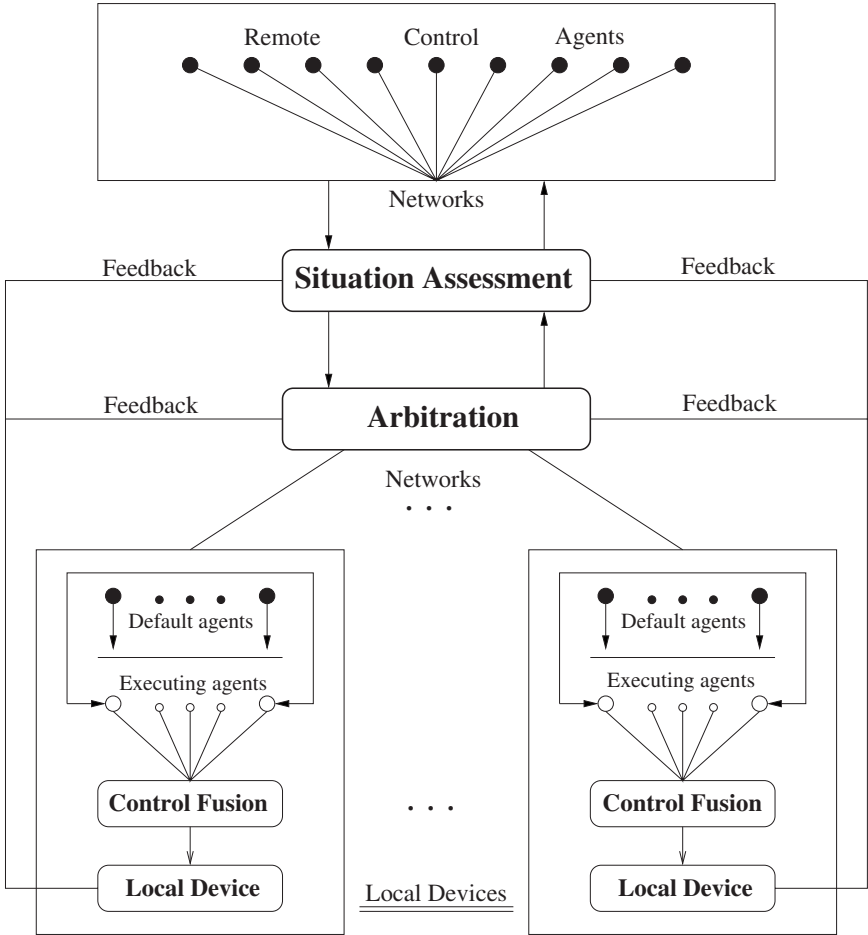 Remote Control Agents
Networks
Feedback Situation Assessment Feedback
Feedback Arbitration Feedback
Networks
. . .
Default agents Default agents
Executing agents Executing agents
Control Fusion . . . Control Fusion
Local Device Local Devices Local Device